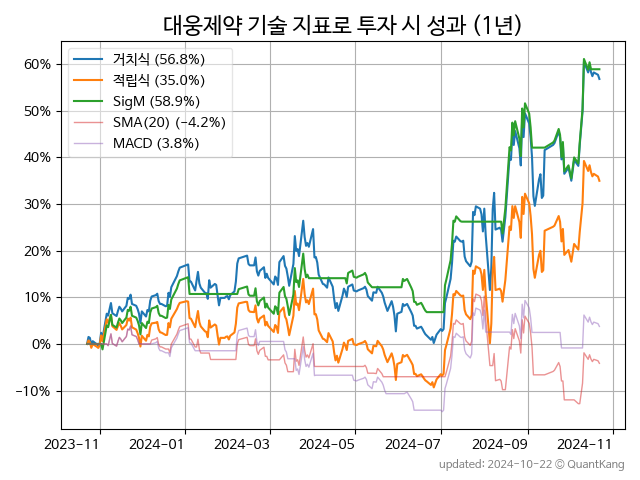 대웅제약 기술 지표로 투자 시 성과 (1년)
거치식 (56.8%)
적립식 (35.0%)
SigM (58.9%)
SMA(20) (−4.2%)
MACD (3.8%)
60%
50%
40%
30%
20%
10%
0%
−10%
2023-11 2024-01 2024-03 2024-05 2024-07 2024-09 2024-11
updated: 2024-10-22 © QuantKang